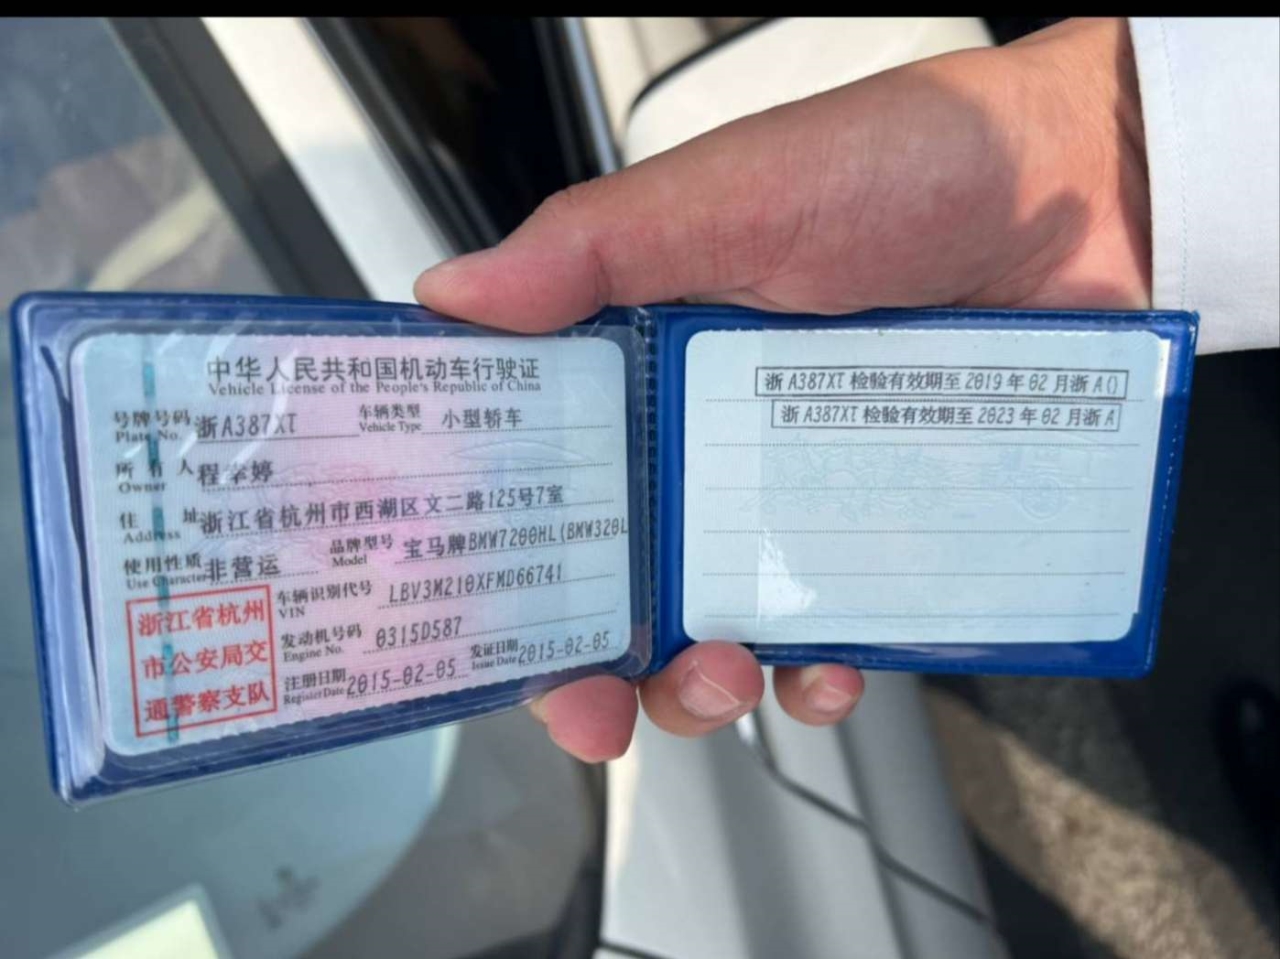 中华人民共和国机动车行驶证
Vehicle License of the People's Republic of China
号牌号码 浙A387XT 车辆类型 小型轿车
Plate No. Vehicle Type
所有人 程幸婷
Owner
住址 浙江省杭州市西湖区文二路125号7室
Address
使用性质 非营运 品牌型号 宝马牌BMW7200HL(BMW320L
Use Character Model
浙江省杭州
市公安局交
通警察支队
车辆识别代号 LBV3M210XFMD66741
VIN
发动机号码 0315D587
Engine No.
注册日期 2015-02-05 发证日期 2015-02-05
Register Date Issue Date
浙A387XT检验有效期至2019年02月浙A()
浙A387XT检验有效期至2023年02月浙A